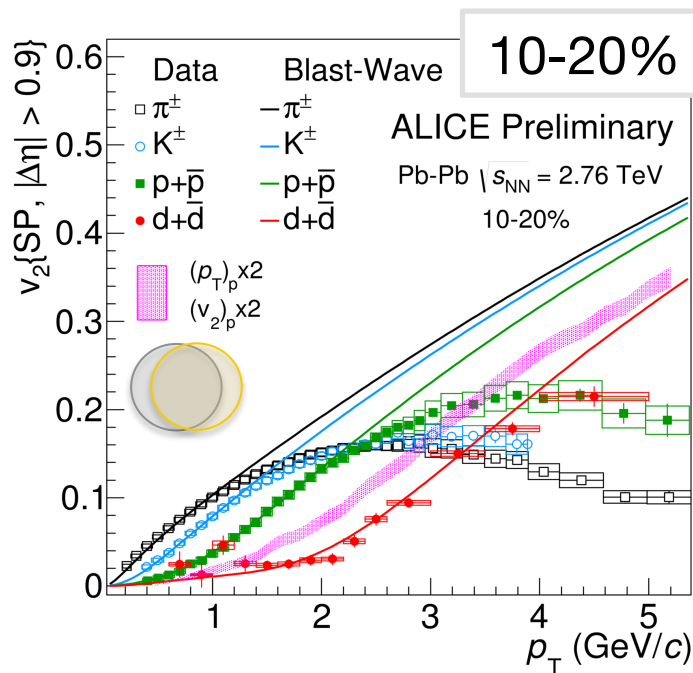 10-20%
Data Blast-Wave
π± π±
K± K±
p+p̅ p+p̅
d+d̅ d+d̅
ALICE Preliminary
Pb-Pb √sNN = 2.76 TeV
10-20%
(pT)p x2
(v2)p x2
v2{SP, |Δη| > 0.9}
0.6
0.5
0.4
0.3
0.2
0.1
0
1 2 3 4 5
pT (GeV/c)